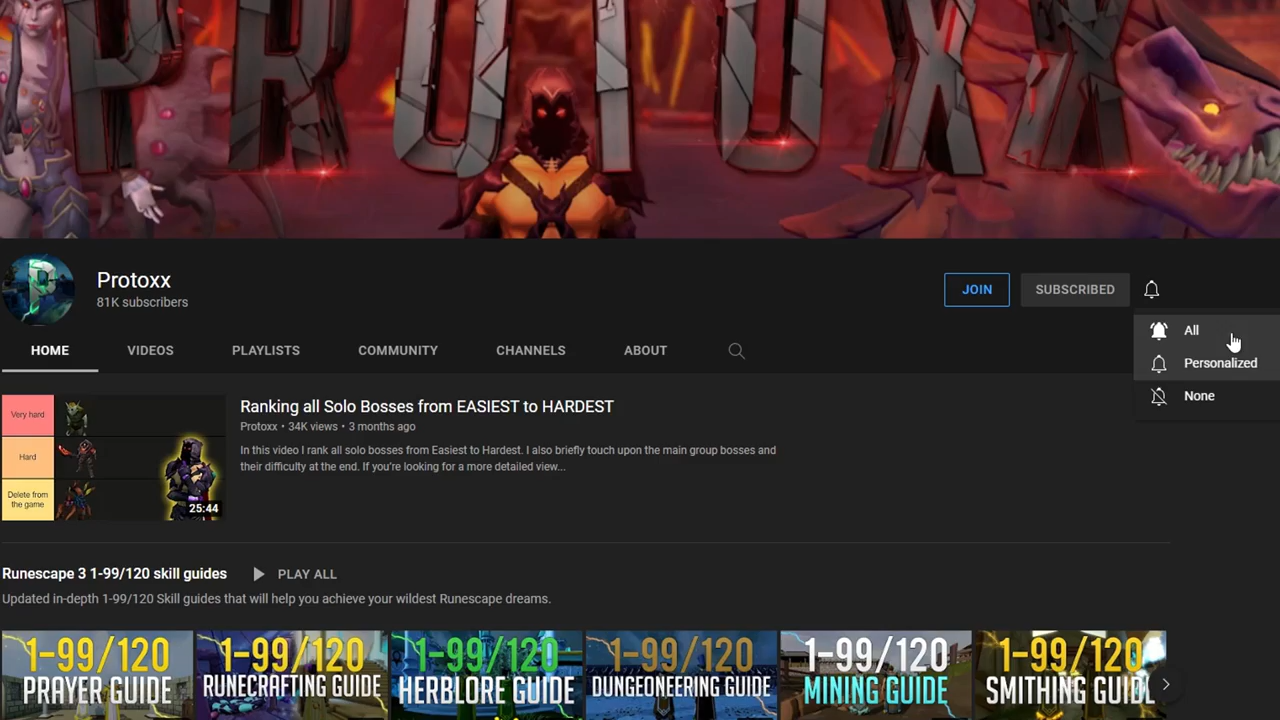 PROTOXX
Protoxx
81K subscribers
JOIN
SUBSCRIBED
All
Personalized
None
HOME
VIDEOS
PLAYLISTS
COMMUNITY
CHANNELS
ABOUT
Very hard
Hard
Delete from
the game
25:44
Ranking all Solo Bosses from EASIEST to HARDEST
Protoxx • 34K views • 3 months ago
In this video I rank all solo bosses from Easiest to Hardest. I also briefly touch upon the main group bosses and
their difficulty at the end. If you're looking for a more detailed view...
Runescape 3 1-99/120 skill guides
PLAY ALL
Updated in-depth 1-99/120 Skill guides that will help you achieve your wildest Runescape dreams.
1-99/120
PRAYER GUIDE
1-99/120
RUNECRAFTING GUIDE
1-99/120
HERBLORE GUIDE
1-99/120
DUNGEONEERING GUIDE
1-99/120
MINING GUIDE
1-99/120
SMITHING GUIDE